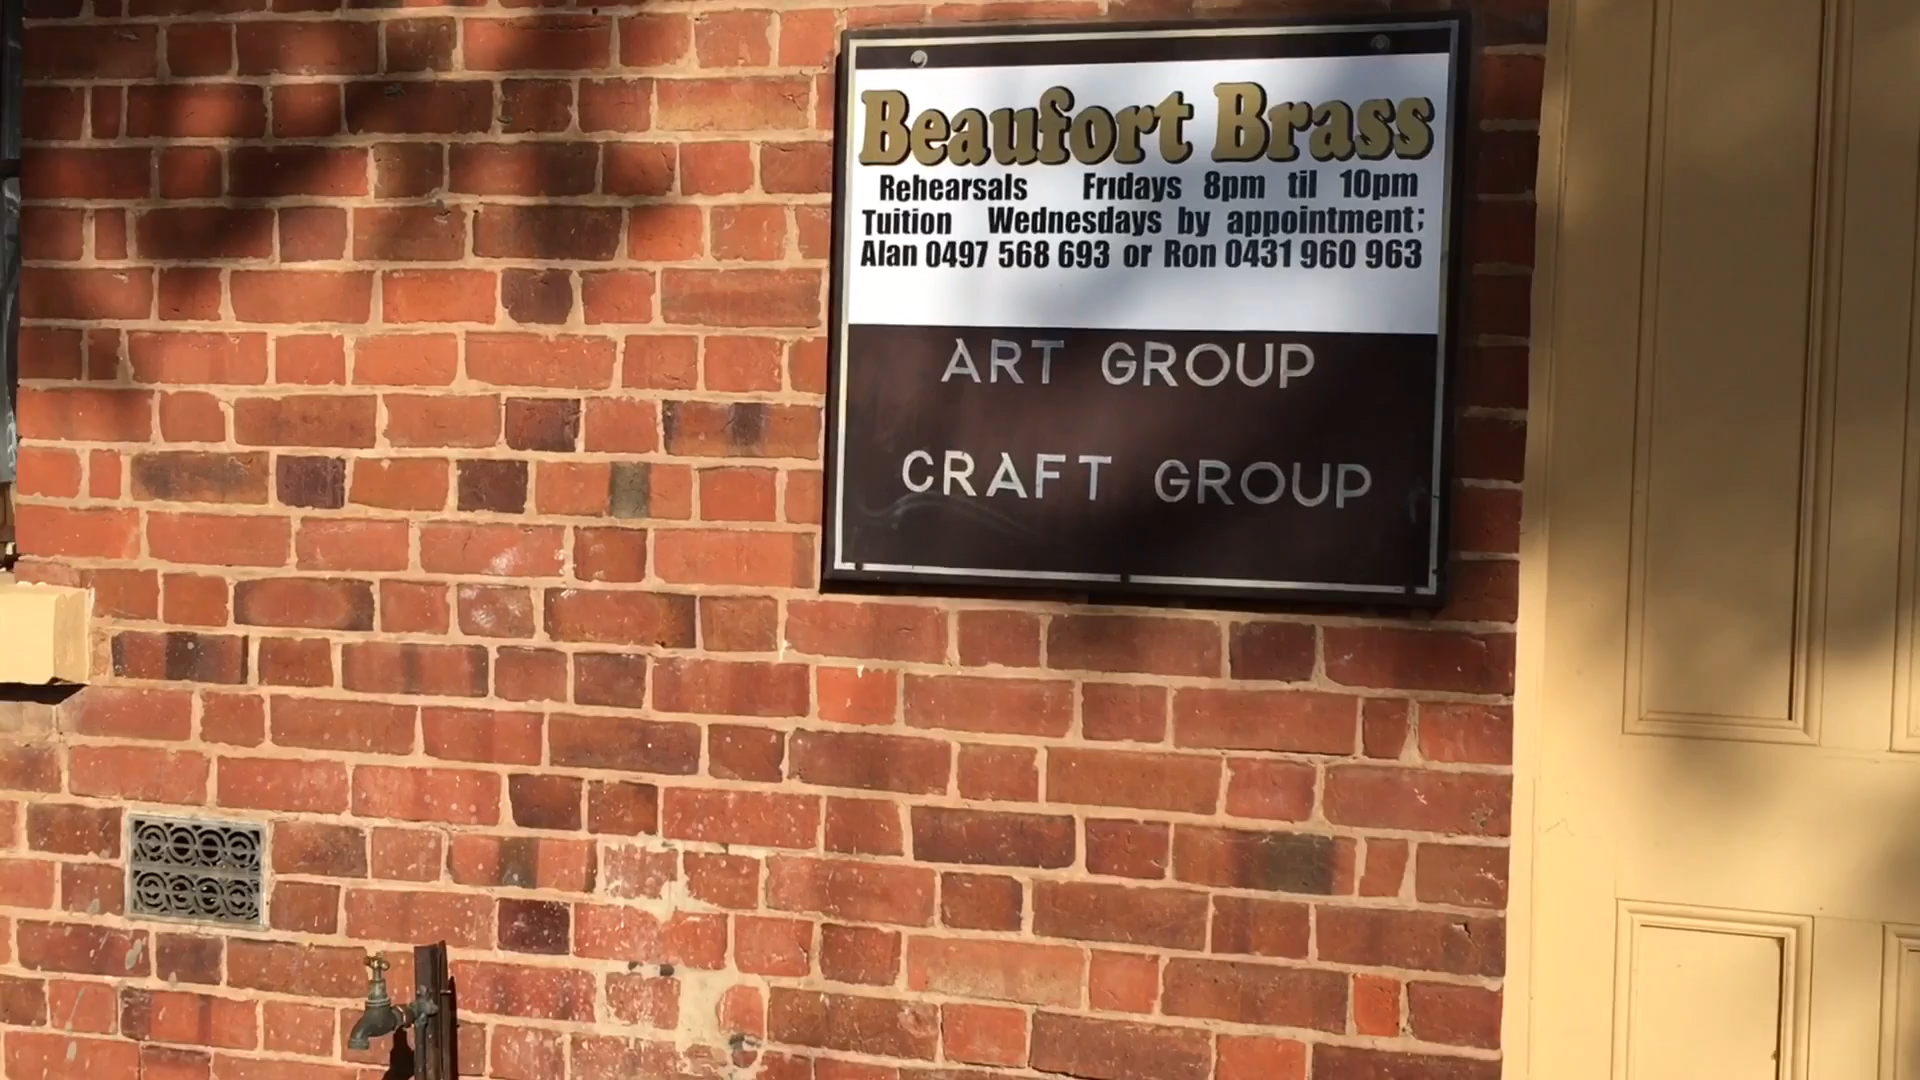 Beaufort Brass
Rehearsals Fridays 8pm til 10pm
Tuition Wednesdays by appointment;
Alan 0497 568 693 or Ron 0431 960 963
ART GROUP
CRAFT GROUP